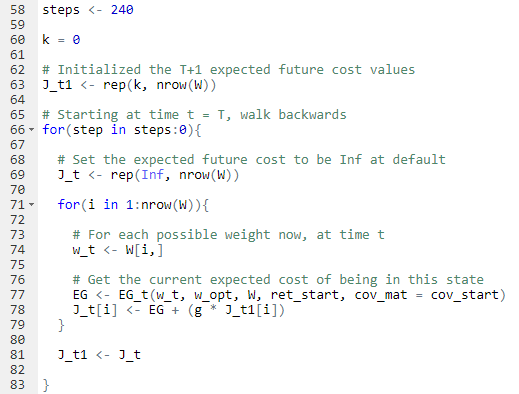 58 steps <- 240
59
60 k = 0
61
62 # Initialized the T+1 expected future cost values
63 J_t1 <- rep(k, nrow(W))
64
65 # Starting at time t = T, walk backwards
66 for(step in steps:0){
67
68   # Set the expected future cost to be Inf at default
69   J_t <- rep(Inf, nrow(W))
70
71   for(i in 1:nrow(W)){
72
73     # For each possible weight now, at time t
74     w_t <- W[i,]
75
76     # Get the current expected cost of being in this state
77     EG <- EG_t(w_t, w_opt, W, ret_start, cov_mat = cov_start)
78     J_t[i] <- EG + (g * J_t1[i])
79   }
80
81   J_t1 <- J_t
82
83 }